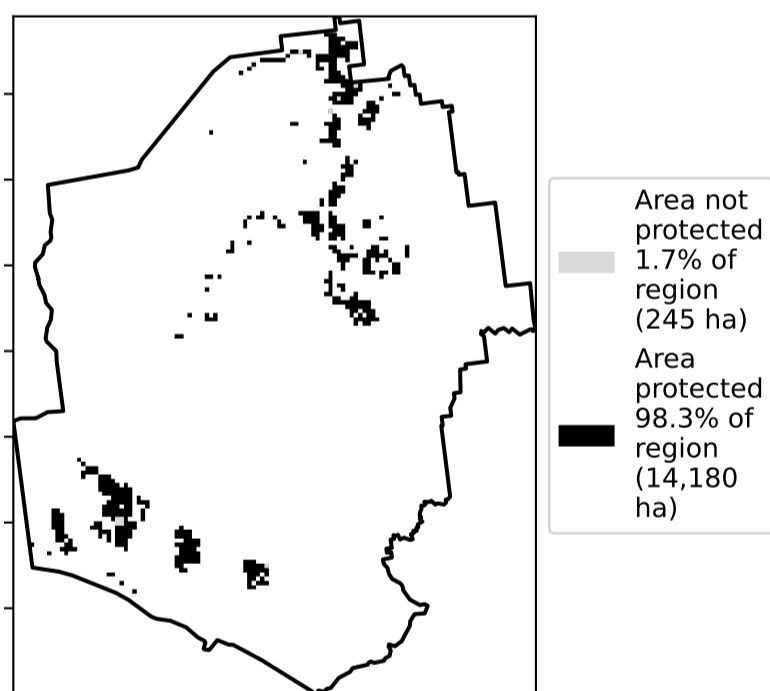 Area not
protected
1.7% of
region
(245 ha)
Area
protected
98.3% of
region
(14,180
ha)